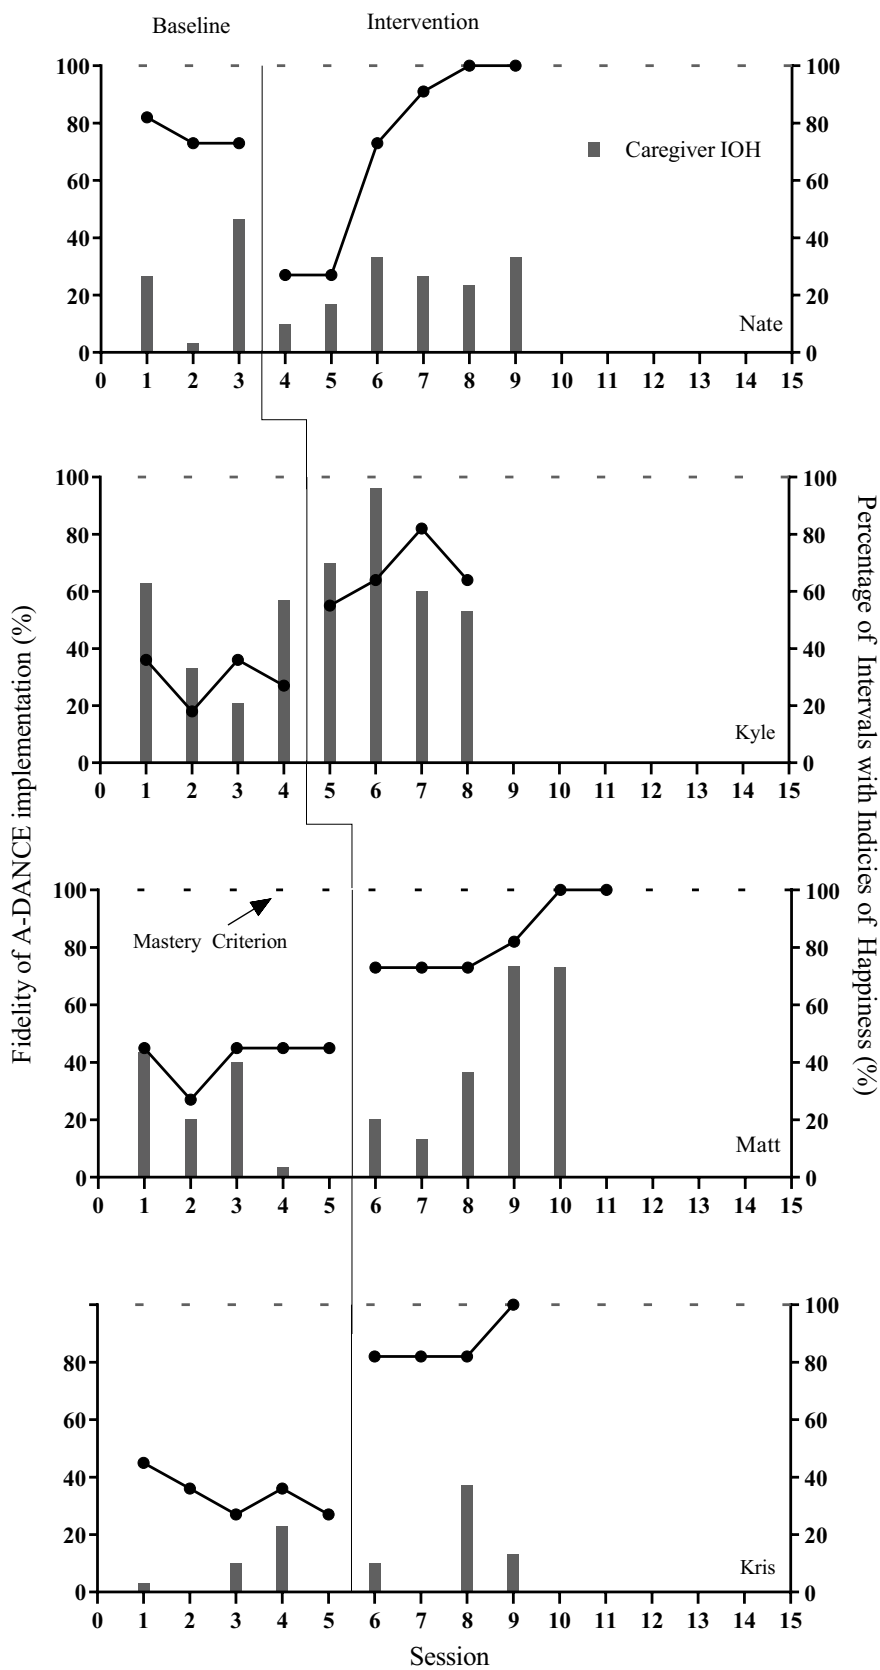 Baseline Intervention
100 100
80 80
Caregiver IOH
60 60
40 40
20 20
Nate
0 0
0 1 2 3 4 5 6 7 8 9 10 11 12 13 14 15
100 100
80 80
60 60
40 40
20 20
Kyle
0 0
0 1 2 3 4 5 6 7 8 9 10 11 12 13 14 15
Fidelity of A-DANCE implementation (%)
Percentage of Intervals with Indicies of Happiness (%)
100 100
Mastery Criterion
80 80
60 60
40 40
20 20
Matt
0 0
0 1 2 3 4 5 6 7 8 9 10 11 12 13 14 15
100
80 80
60 60
40 40
20 20
Kris
0 0
0 1 2 3 4 5 6 7 8 9 10 11 12 13 14 15
Session